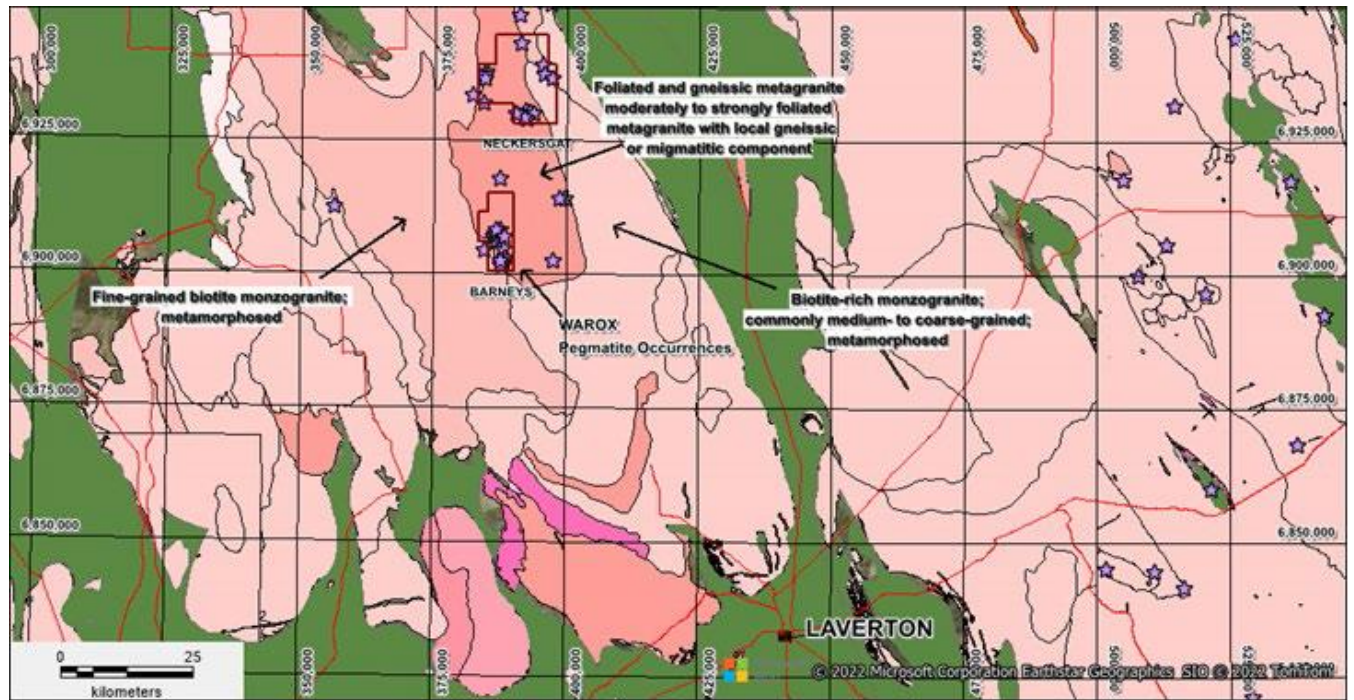 300,000
325,000
350,000
375,000
400,000
425,000
450,000
475,000
500,000
525,000
6,925,000
6,925,000
Foliated and gneissic metagranite
moderately to strongly foliated
metagranite with local gneissic
or migmatitic component
NECKERSGAT
6,900,000
6,900,000
Fine-grained biotite monzogranite;
metamorphosed
BARNEYS
WAROX
Pegmatite Occurrences
Biotite-rich monzogranite;
commonly medium- to coarse-grained;
metamorphosed
6,875,000
6,875,000
6,850,000
6,850,000
LAVERTON
0 25
kilometers
350,000
375,000
400,000
425,000
500,000
© 2022 Microsoft Corporation Earthstar Geographics SIO © 2022 TomTom